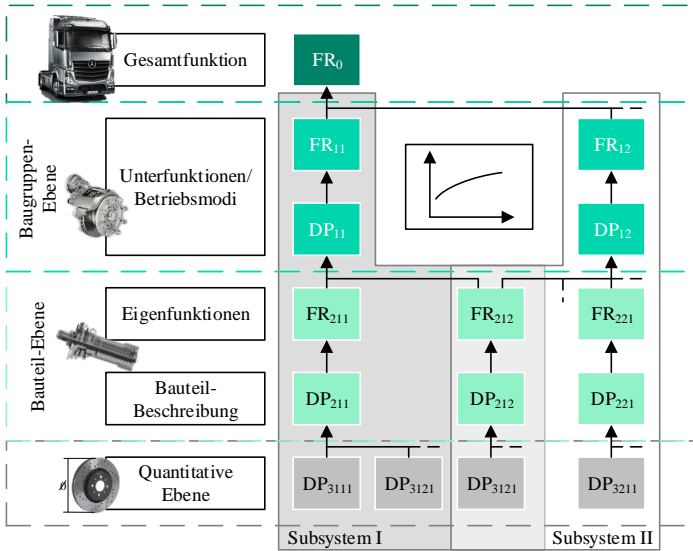 Gesamtfunktion
FR0
Baugruppen-
Ebene
Unterfunktionen/
Betriebsmodi
FR11
FR12
DP11
DP12
Bauteil-Ebene
Eigenfunktionen
FR211
FR212
FR221
Bauteil-
Beschreibung
DP211
DP212
DP221
ø
Quantitative
Ebene
DP3111
DP3121
DP3121
DP3211
Subsystem I
Subsystem II